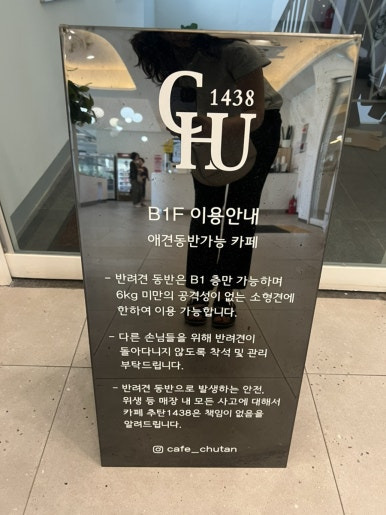 CHU 1438
B1F 이용안내
애견동반가능 카페
- 반려견 동반은 B1 층만 가능하며
6kg 미만의 공격성이 없는 소형견에
한하여 이용 가능합니다.
- 다른 손님들을 위해 반려견이
돌아다니지 않도록 착석 및 관리
부탁드립니다.
- 반려견 동반으로 발생하는 안전,
위생 등 매장 내 모든 사고에 대해서
카페 추탄1438은 책임이 없음을
알려드립니다.
cafe_chutan